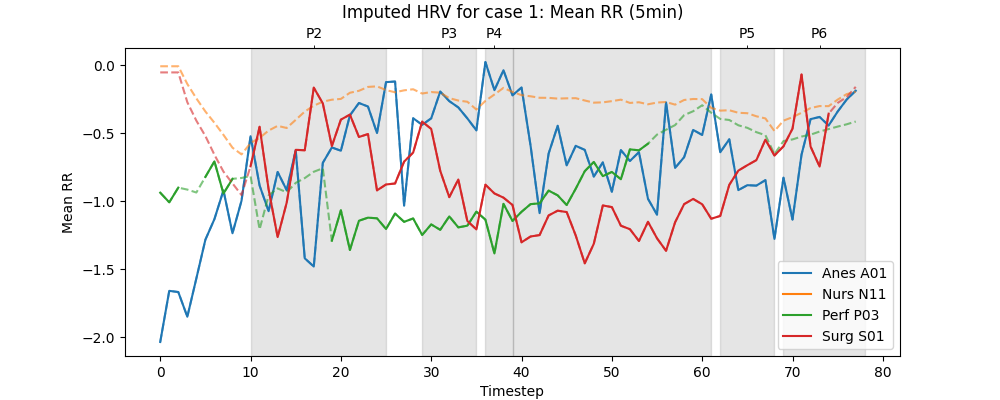 Imputed HRV for case 1: Mean RR (5min)
P2 P3 P4 P5 P6
0.0
−0.5
−1.0
−1.5
−2.0
Mean RR
0 10 20 30 40 50 60 70 80
Timestep
Anes A01
Nurs N11
Perf P03
Surg S01